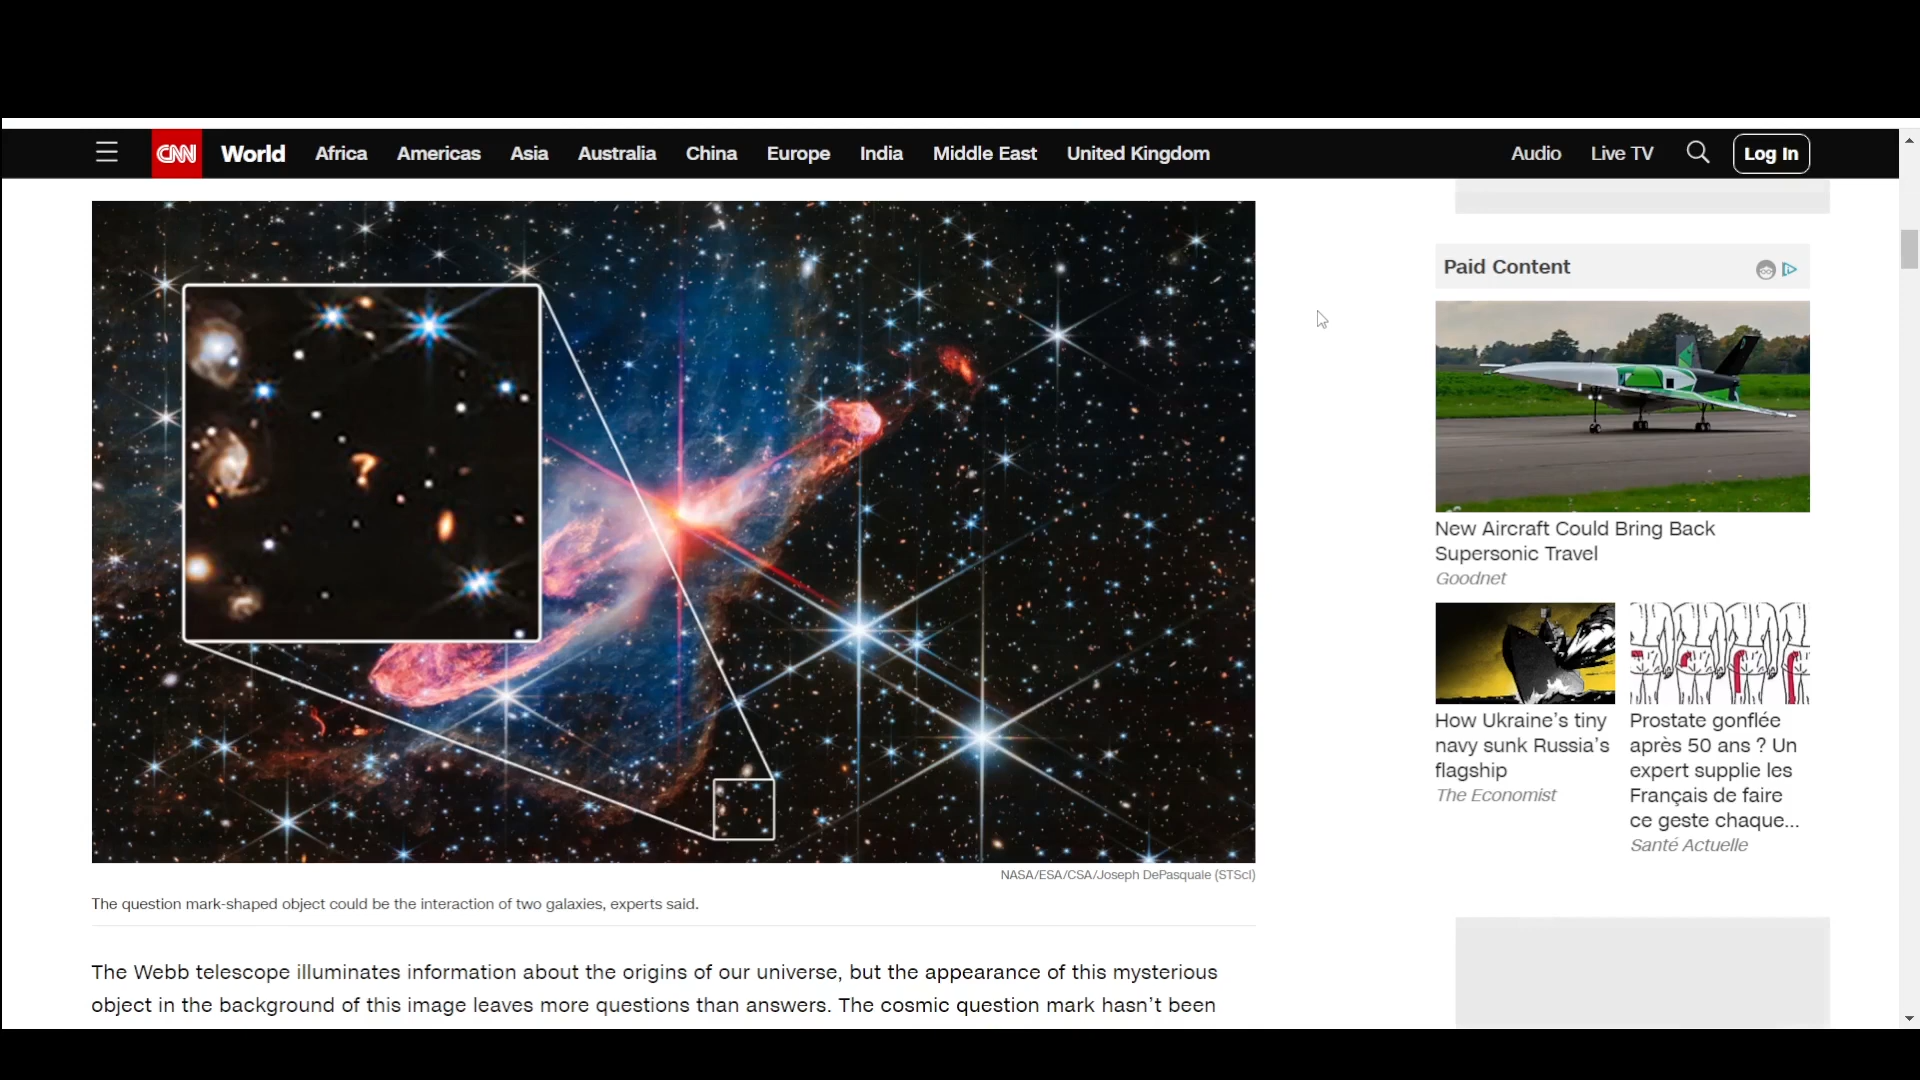 CNN World Africa Americas Asia Australia China Europe India Middle East United Kingdom Audio Live TV Log In
NASA/ESA/CSA/Joseph DePasquale (STScI)
The question mark-shaped object could be the interaction of two galaxies, experts said.
The Webb telescope illuminates information about the origins of our universe, but the appearance of this mysterious
object in the background of this image leaves more questions than answers. The cosmic question mark hasn’t been
Paid Content
New Aircraft Could Bring Back
Supersonic Travel
Goodnet
How Ukraine’s tiny
navy sunk Russia’s
flagship
The Economist
Prostate gonflée
après 50 ans ? Un
expert supplie les
Français de faire
ce geste chaque...
Santé Actuelle